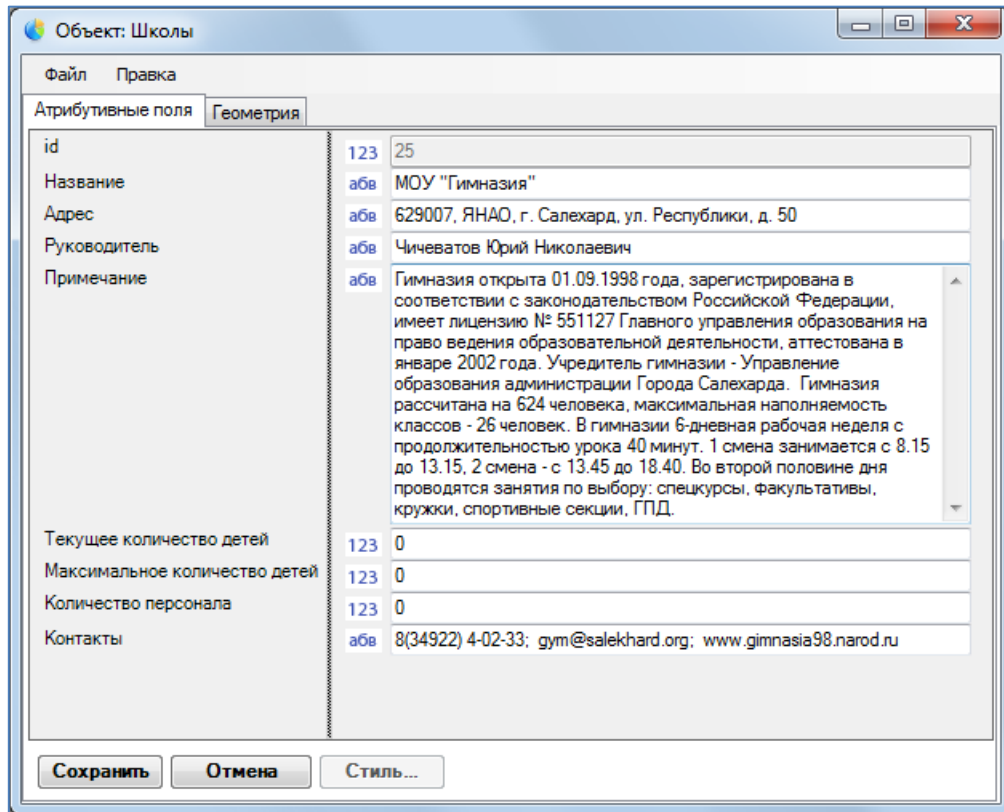 Объект: Школы
Файл Правка
Атрибутивные поля Геометрия
id 123 25
Название абв МОУ "Гимназия"
Адрес абв 629007, ЯНАО, г. Салехард, ул. Республики, д. 50
Руководитель абв Чичеватов Юрий Николаевич
Примечание абв Гимназия открыта 01.09.1998 года, зарегистрирована в
соответствии с законодательством Российской Федерации,
имеет лицензию № 551127 Главного управления образования на
право ведения образовательной деятельности, аттестована в
январе 2002 года. Учредитель гимназии - Управление
образования администрации Города Салехарда. Гимназия
рассчитана на 624 человека, максимальная наполняемость
классов - 26 человек. В гимназии 6-дневная рабочая неделя с
продолжительностью урока 40 минут. 1 смена занимается с 8.15
до 13.15, 2 смена - с 13.45 до 18.40. Во второй половине дня
проводятся занятия по выбору: спецкурсы, факультативы,
кружки, спортивные секции, ГПД.
Текущее количество детей 123 0
Максимальное количество детей 123 0
Количество персонала 123 0
Контакты абв 8(34922) 4-02-33; gym@salekhard.org; www.gimnasia98.narod.ru
Сохранить Отмена Стиль...